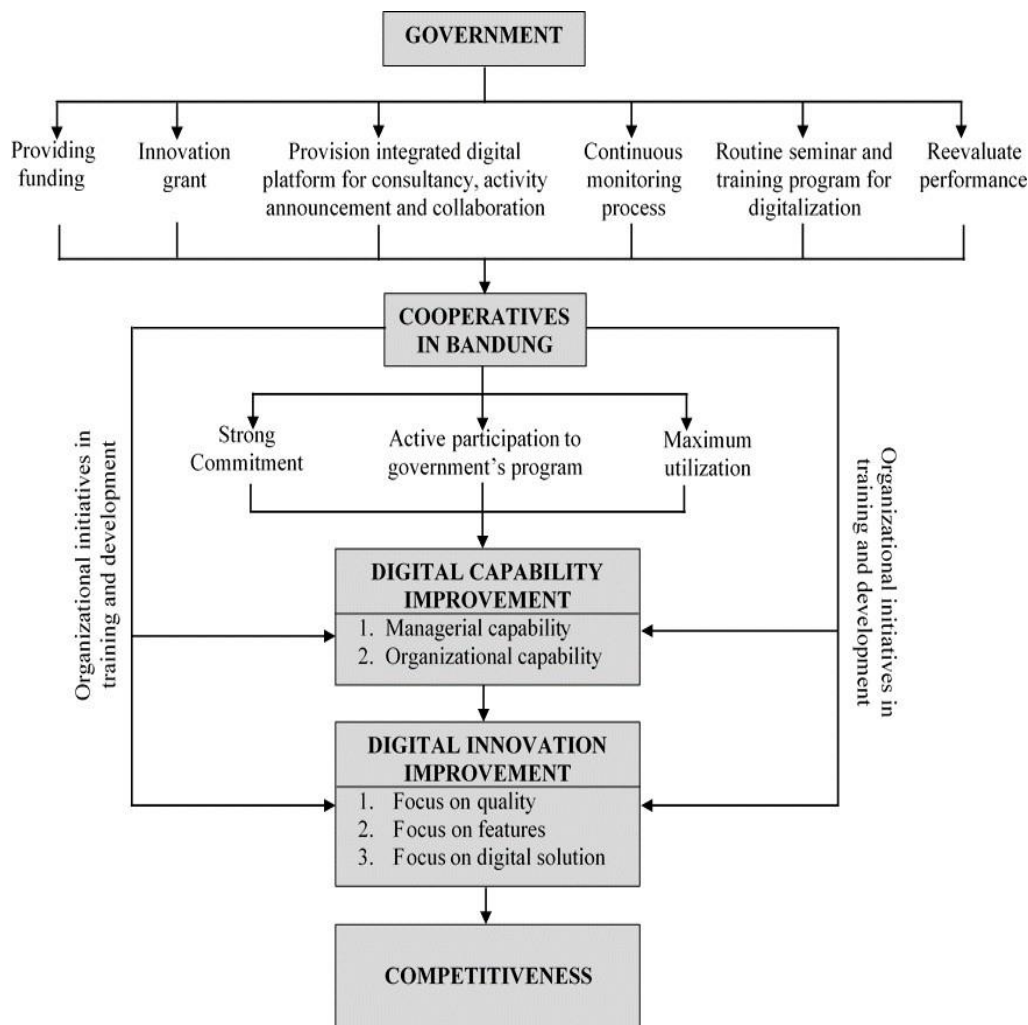 GOVERNMENT
Providing
funding
Innovation
grant
Provision integrated digital
platform for consultancy, activity
announcement and collaboration
Continuous
monitoring
process
Routine seminar and
training program for
digitalization
Reevaluate
performance
COOPERATIVES
IN BANDUNG
Strong
Commitment
Active participation to
government's program
Maximum
utilization
Organizational initiatives in
training and development
Organizational initiatives in
training and development
DIGITAL CAPABILITY
IMPROVEMENT
1. Managerial capability
2. Organizational capability
DIGITAL INNOVATION
IMPROVEMENT
1. Focus on quality
2. Focus on features
3. Focus on digital solution
COMPETITIVENESS